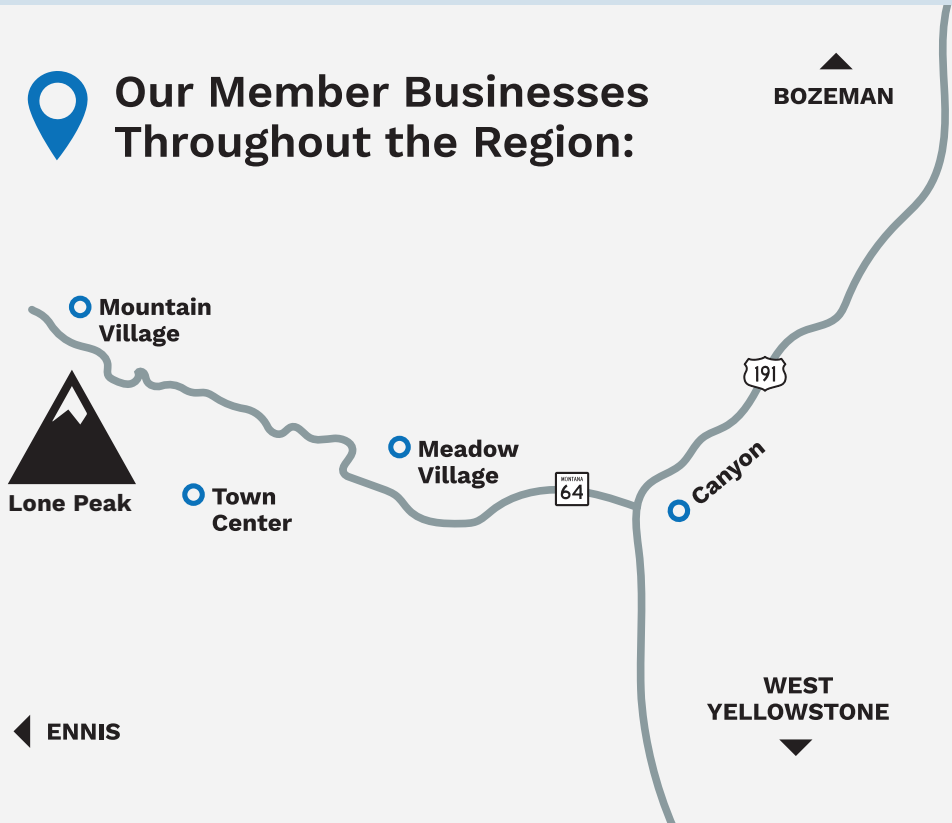 Our Member Businesses
Throughout the Region:
BOZEMAN
Mountain
Village
191
Meadow
Village
MONTANA
64
Canyon
Lone Peak
Town
Center
WEST
YELLOWSTONE
ENNIS